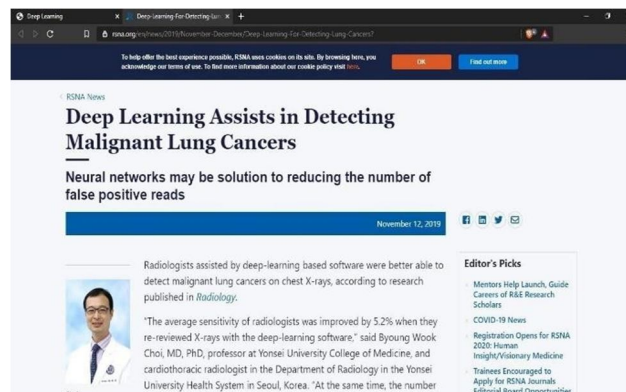 Deep Learning
Deep-Learning-For-Detecting-Lun
rsna.org/en/news/2019/November-December/Deep-Learning-For-Detecting-Lung-Cancers?
To help offer the best experience possible, RSNA uses cookies on its site. By browsing here, you
acknowledge our terms of use. To find more information about our cookie policy visit here.
OK
Find out more
RSNA News
Deep Learning Assists in Detecting
Malignant Lung Cancers
Neural networks may be solution to reducing the number of
false positive reads
November 12, 2019
Radiologists assisted by deep-learning based software were better able to
detect malignant lung cancers on chest X-rays, according to research
published in Radiology.
"The average sensitivity of radiologists was improved by 5.2% when they
re-reviewed X-rays with the deep-learning software," said Byoung Wook
Choi, MD, PhD, professor at Yonsei University College of Medicine, and
cardiothoracic radiologist in the Department of Radiology in the Yonsei
University Health System in Seoul, Korea. "At the same time, the number
Editor's Picks
Mentors Help Launch, Guide
Careers of R&E Research
Scholars
COVID-19 News
Registration Opens for RSNA
2020: Human
Insight/Visionary Medicine
Trainees Encouraged to
Apply for RSNA Journals
Editorial Board Opportunities